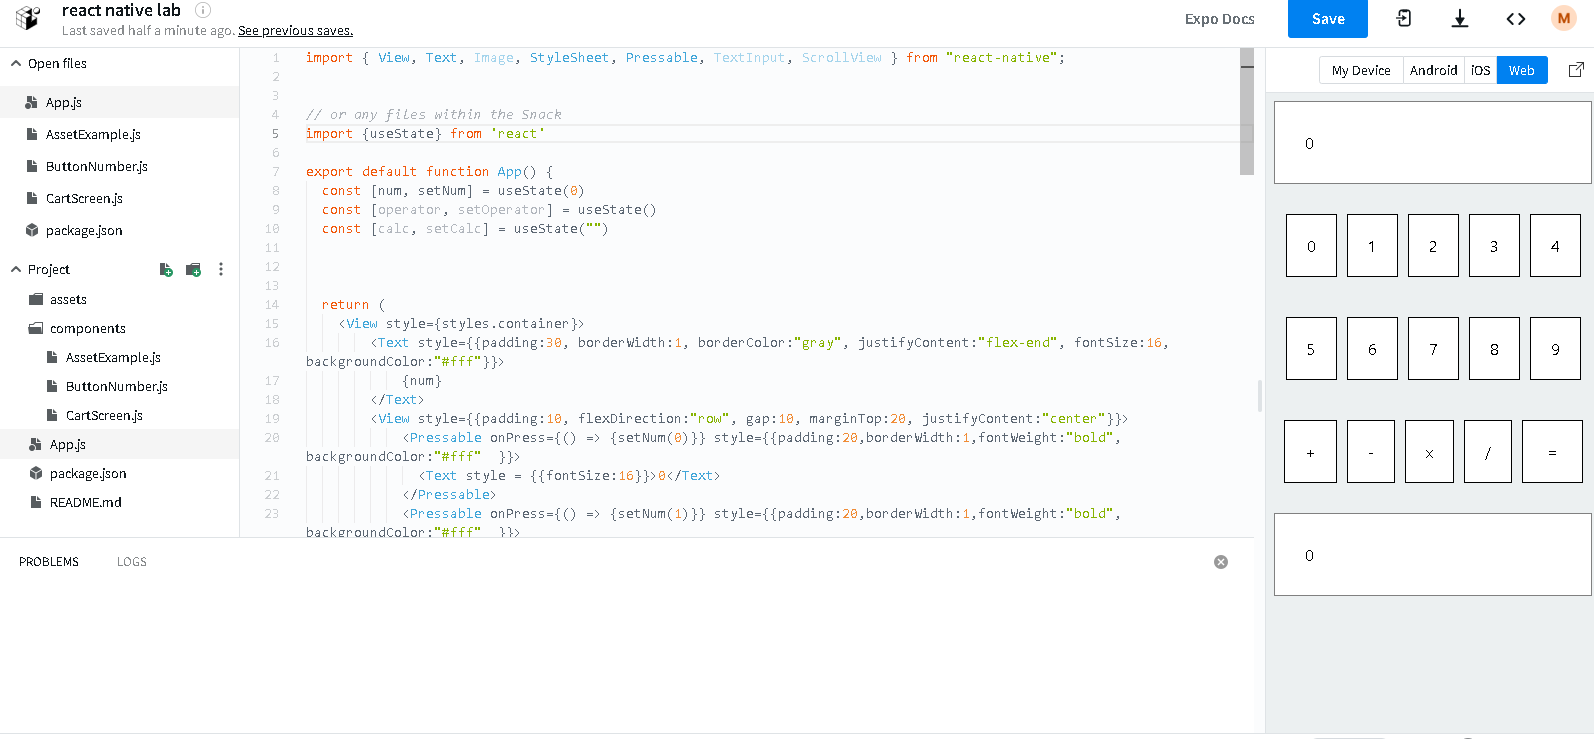 react native lab
Last saved half a minute ago. See previous saves.
Expo Docs
Save
M
Open files
App.js
AssetExample.js
ButtonNumber.js
CartScreen.js
package.json
Project
assets
components
AssetExample.js
ButtonNumber.js
CartScreen.js
App.js
package.json
README.md
1 import { View, Text, Image, StyleSheet, Pressable, TextInput, ScrollView } from "react-native";
2
3
4 // or any files within the Snack
5 import {useState} from 'react'
6
7 export default function App() {
8 const [num, setNum] = useState(0)
9 const [operator, setOperator] = useState()
10 const [calc, setCalc] = useState("")
11
12
13
14 return (
15 <View style={styles.container}>
16 <Text style={{padding:30, borderWidth:1, borderColor:"gray", justifyContent:"flex-end", fontSize:16,
backgroundColor:"#fff"}}>
17 {num}
18 </Text>
19 <View style={{padding:10, flexDirection:"row", gap:10, marginTop:20, justifyContent:"center"}}>
20 <Pressable onPress={() => {setNum(0)}} style={{padding:20,borderWidth:1,fontWeight:"bold",
backgroundColor:"#fff" }}>
21 <Text style = {{fontSize:16}}>0</Text>
22 </Pressable>
23 <Pressable onPress={() => {setNum(1)}} style={{padding:20,borderWidth:1,fontWeight:"bold",
backgroundColor:"#fff" }}>
PROBLEMS LOGS
My Device Android iOS Web
0
0 1 2 3 4
5 6 7 8 9
+ - x / =
0